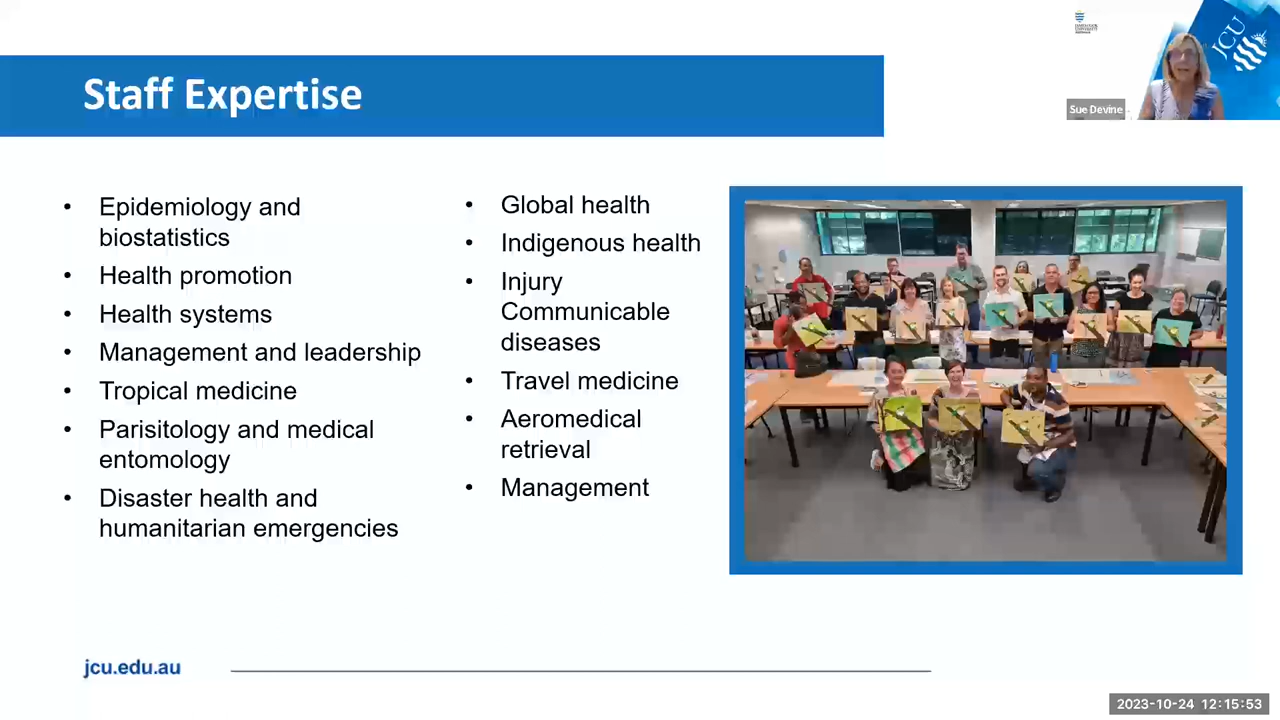 Staff Expertise
JCU
Sue Devine
• Epidemiology and
biostatistics
• Health promotion
• Health systems
• Management and leadership
• Tropical medicine
• Parisitology and medical
entomology
• Disaster health and
humanitarian emergencies
• Global health
• Indigenous health
• Injury
Communicable
diseases
• Travel medicine
• Aeromedical
retrieval
• Management
jcu.edu.au
2023-10-24 12:15:53